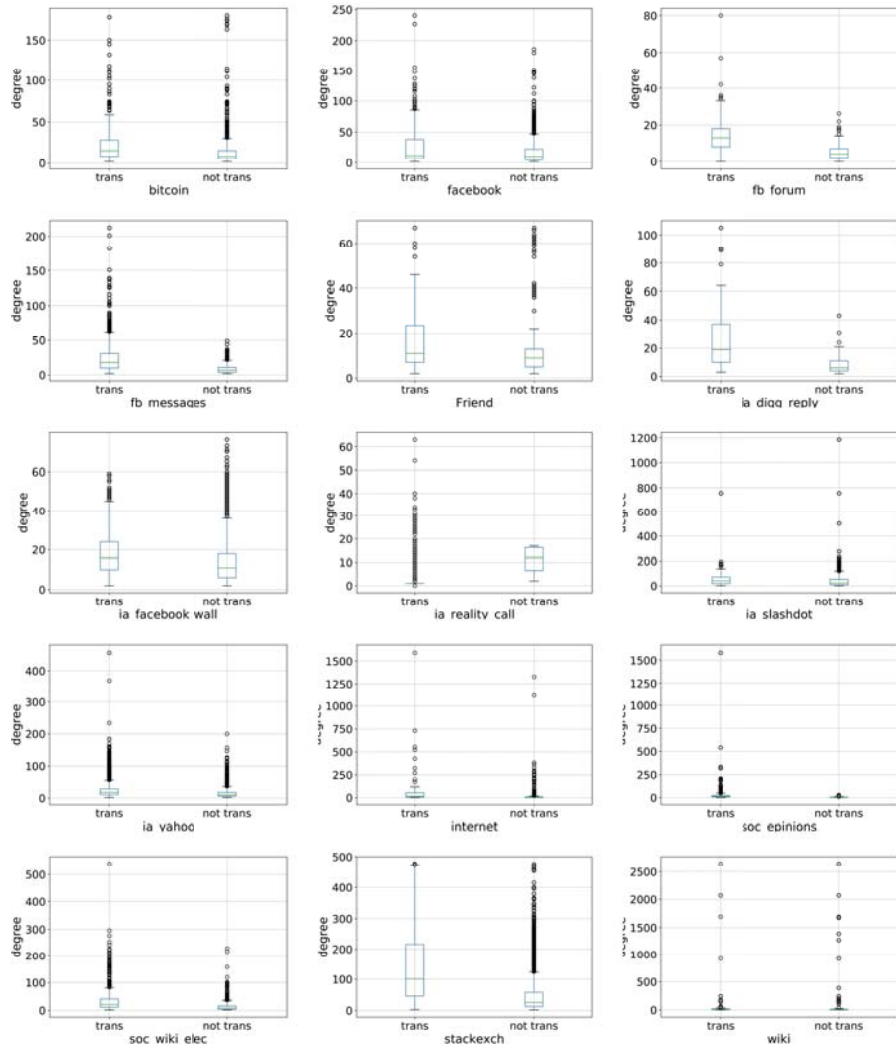 150
100
50
0
degree
trans not trans
bitcoin
250
200
150
100
50
0
degree
trans not trans
facebook
80
60
40
20
0
degree
trans not trans
fb forum
200
150
100
50
0
degree
trans not trans
fb messages
60
40
20
0
degree
trans not trans
Friend
100
80
60
40
20
0
degree
trans not trans
ia digg reply
60
40
20
0
degree
trans not trans
ia facebook wall
60
50
40
30
20
10
0
degree
trans not trans
ia reality call
1200
1000
800
600
400
200
0
degree
trans not trans
ia slashdot
400
300
200
100
0
degree
trans not trans
ia yahoo
1500
1250
1000
750
500
250
0
trans not trans
internet
1500
1250
1000
750
500
250
0
trans not trans
soc epinions
500
400
300
200
100
0
degree
trans not trans
soc wiki elec
500
400
300
200
100
0
degree
trans not trans
stackexch
2500
2000
1500
1000
500
0
degree
trans not trans
wiki